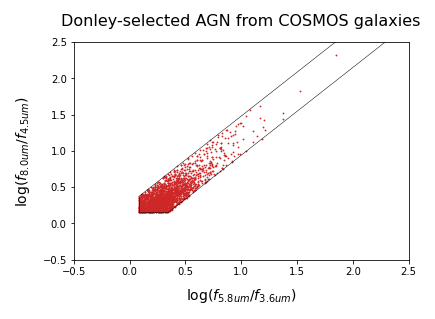 Donley-selected AGN from COSMOS galaxies
2.5
2.0
1.5
1.0
0.5
0.0
−0.5
log(f8.0um/f4.5um)
−0.5 0.0 0.5 1.0 1.5 2.0 2.5
log(f5.8um/f3.6um)